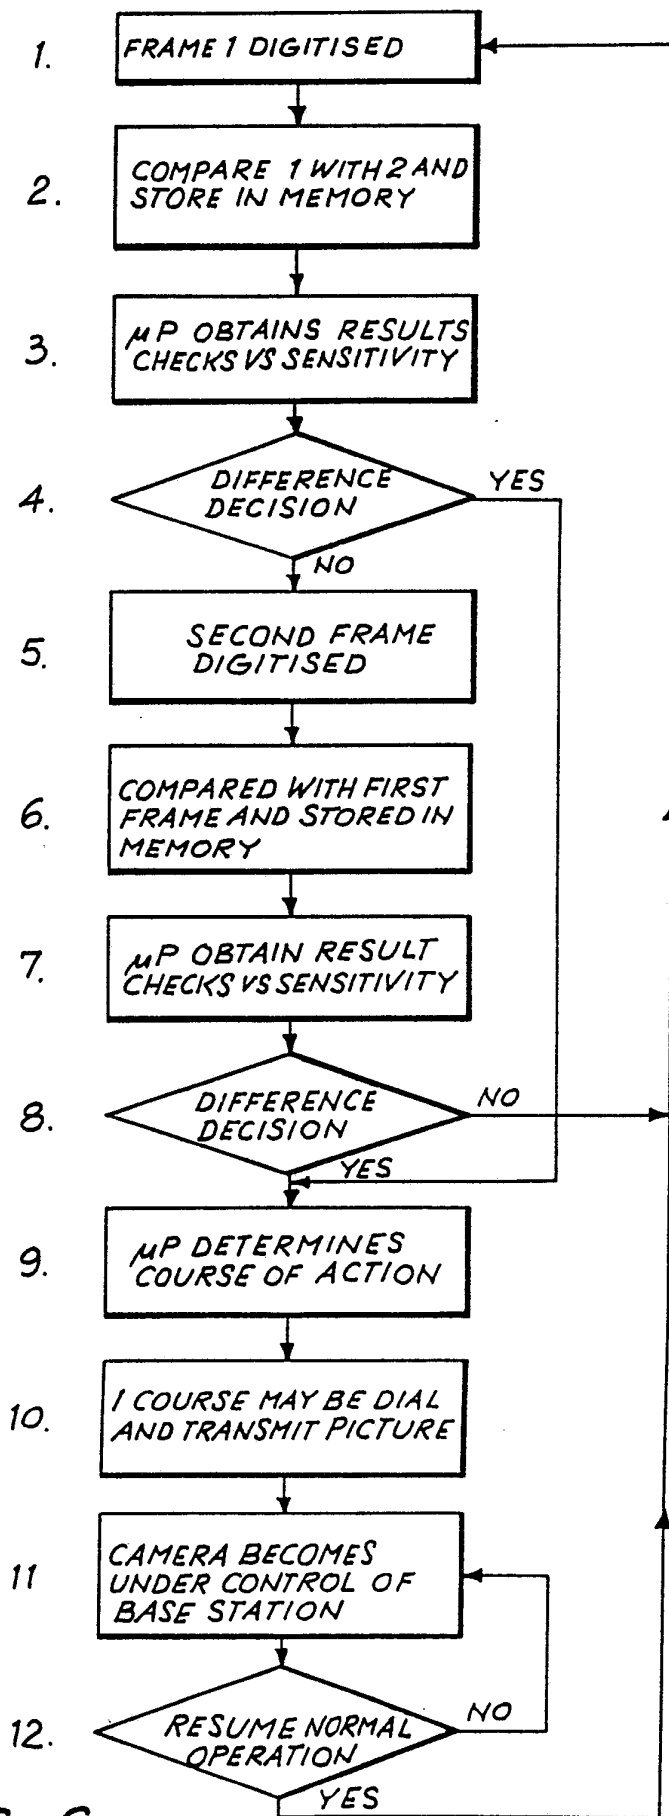 1. FRAME 1 DIGITISED
2. COMPARE 1 WITH 2 AND
STORE IN MEMORY
3. μP OBTAINS RESULTS
CHECKS VS SENSITIVITY
4. DIFFERENCE
DECISION
YES
NO
5. SECOND FRAME
DIGITISED
6. COMPARED WITH FIRST
FRAME AND STORED IN
MEMORY
7. μP OBTAIN RESULT
CHECKS VS SENSITIVITY
8. DIFFERENCE
DECISION
NO
YES
9. μP DETERMINES
COURSE OF ACTION
10. 1 COURSE MAY BE DIAL
AND TRANSMIT PICTURE
11 CAMERA BECOMES
UNDER CONTROL OF
BASE STATION
12. RESUME NORMAL
OPERATION
NO
YES